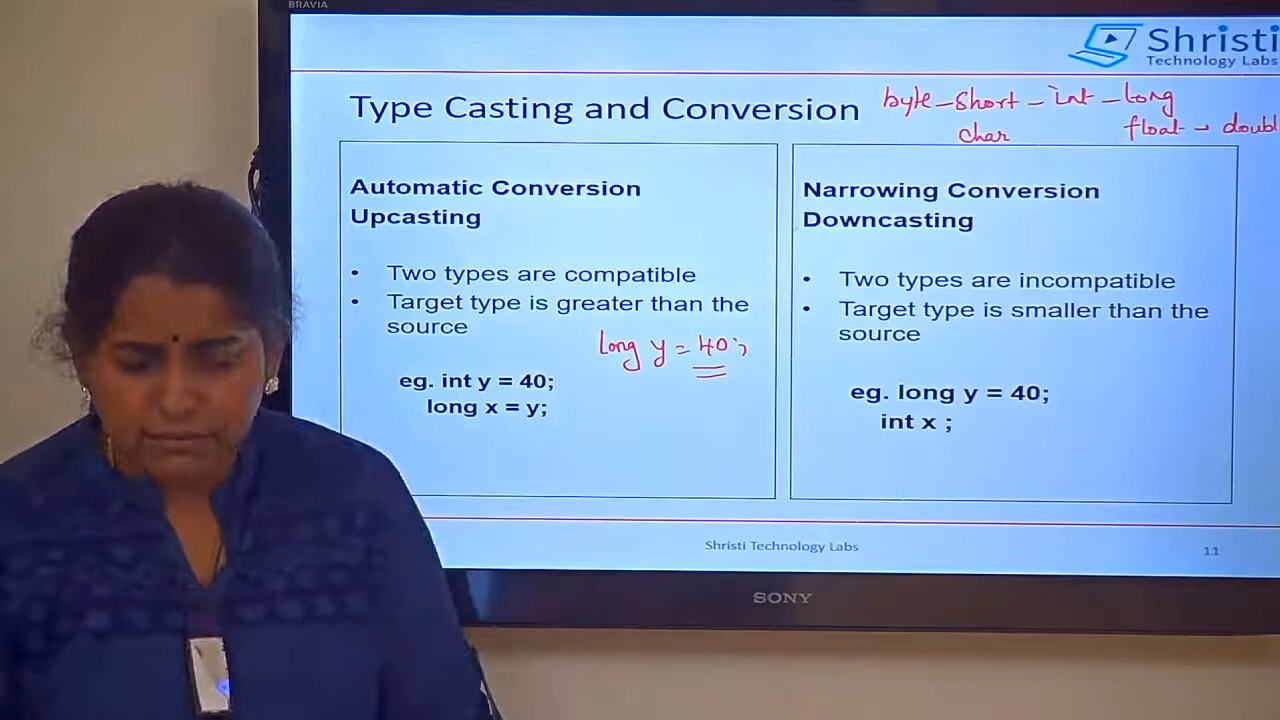 BRAVIA
Shristi
Technology Labs
Type Casting and Conversion
byte - short - int - long
char
float - doubl
Automatic Conversion
Upcasting
• Two types are compatible
• Target type is greater than the
source
long y = 40;
eg. int y = 40;
long x = y;
Narrowing Conversion
Downcasting
• Two types are incompatible
• Target type is smaller than the
source
eg. long y = 40;
int x ;
Shristi Technology Labs
11
SONY